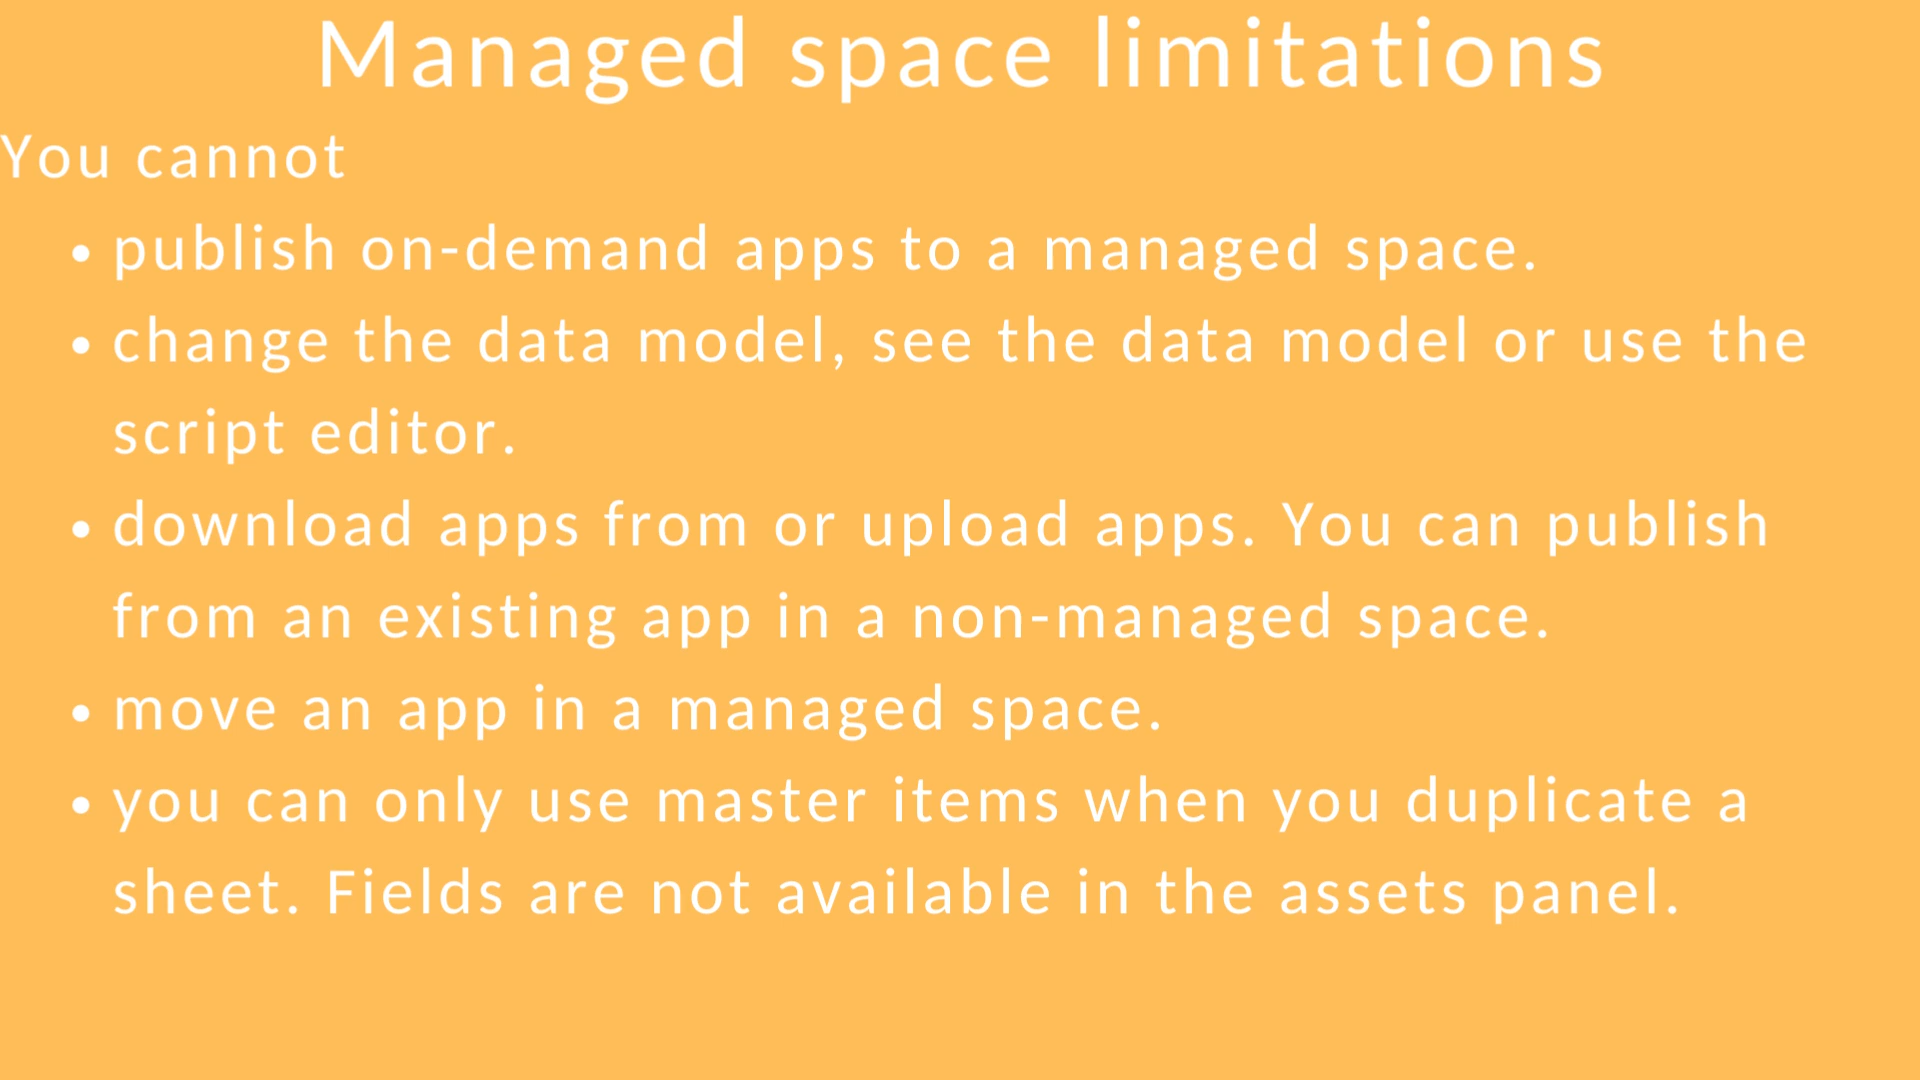 Managed space limitations
You cannot
• publish on-demand apps to a managed space.
• change the data model, see the data model or use the
script editor.
• download apps from or upload apps. You can publish
from an existing app in a non-managed space.
• move an app in a managed space.
• you can only use master items when you duplicate a
sheet. Fields are not available in the assets panel.